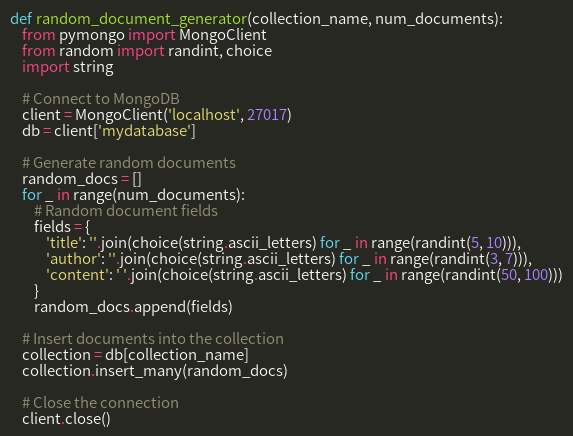 def random_document_generator(collection_name, num_documents):
from pymongo import MongoClient
from random import randint, choice
import string
# Connect to MongoDB
client = MongoClient('localhost', 27017)
db = client['mydatabase']
# Generate random documents
random_docs = []
for _ in range(num_documents):
# Random document fields
fields = {
'title': ''.join(choice(string.ascii_letters) for _ in range(randint(5, 10))),
'author': ''.join(choice(string.ascii_letters) for _ in range(randint(3, 7))),
'content': ' '.join(choice(string.ascii_letters) for _ in range(randint(50, 100)))
}
random_docs.append(fields)
# Insert documents into the collection
collection = db[collection_name]
collection.insert_many(random_docs)
# Close the connection
client.close()